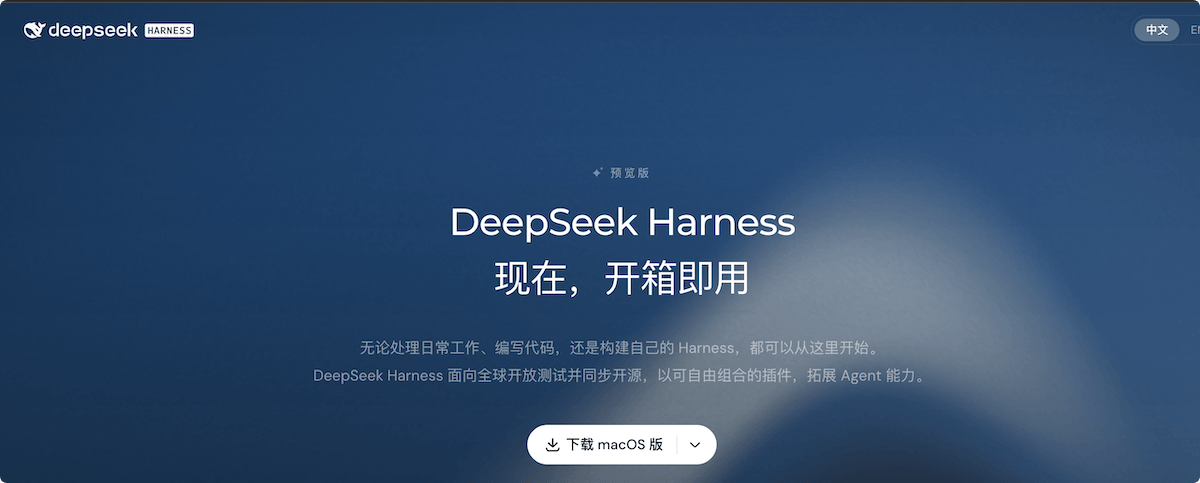 deepseek HARNESS
中文
预览版
DeepSeek Harness
现在，开箱即用
无论处理日常工作、编写代码，还是构建自己的 Harness，都可以从这里开始。
DeepSeek Harness 面向全球开放测试并同步开源，以可自由组合的插件，拓展 Agent 能力。
下载 macOS 版